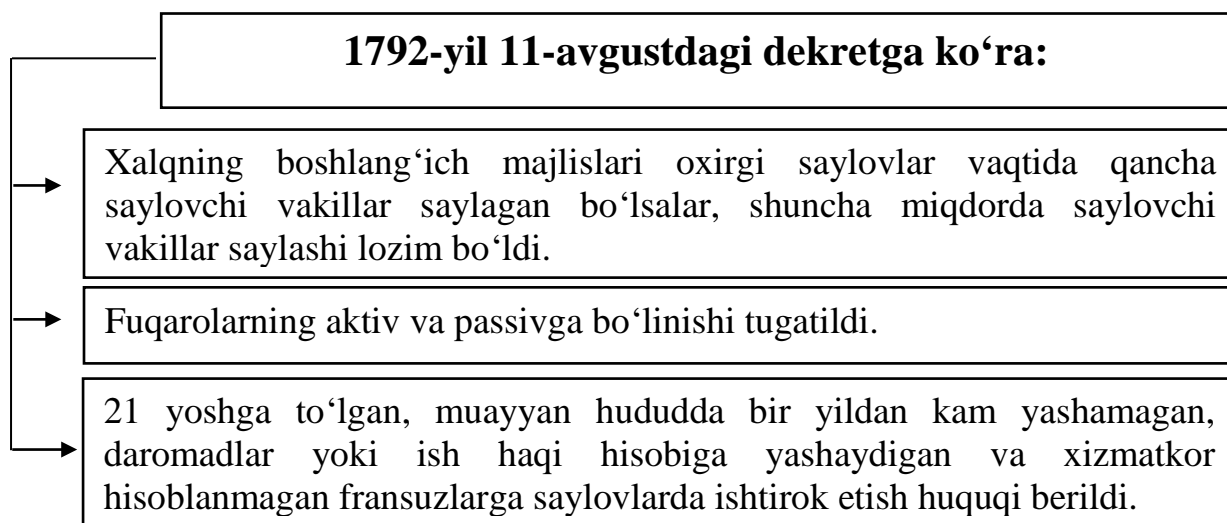 1792-yil 11-avgustdagi dekretga ko‘ra:
Xalqning boshlang‘ich majlislari oxirgi saylovlar vaqtida qancha
saylovchi vakillar saylagan bo‘lsalar, shuncha miqdorda saylovchi
vakillar saylashi lozim bo‘ldi.
Fuqarolarning aktiv va passivga bo‘linishi tugatildi.
21 yoshga to‘lgan, muayyan hududda bir yildan kam yashamagan,
daromadlar yoki ish haqi hisobiga yashaydigan va xizmatkor
hisoblanmagan fransuzlarga saylovlarda ishtirok etish huquqi berildi.